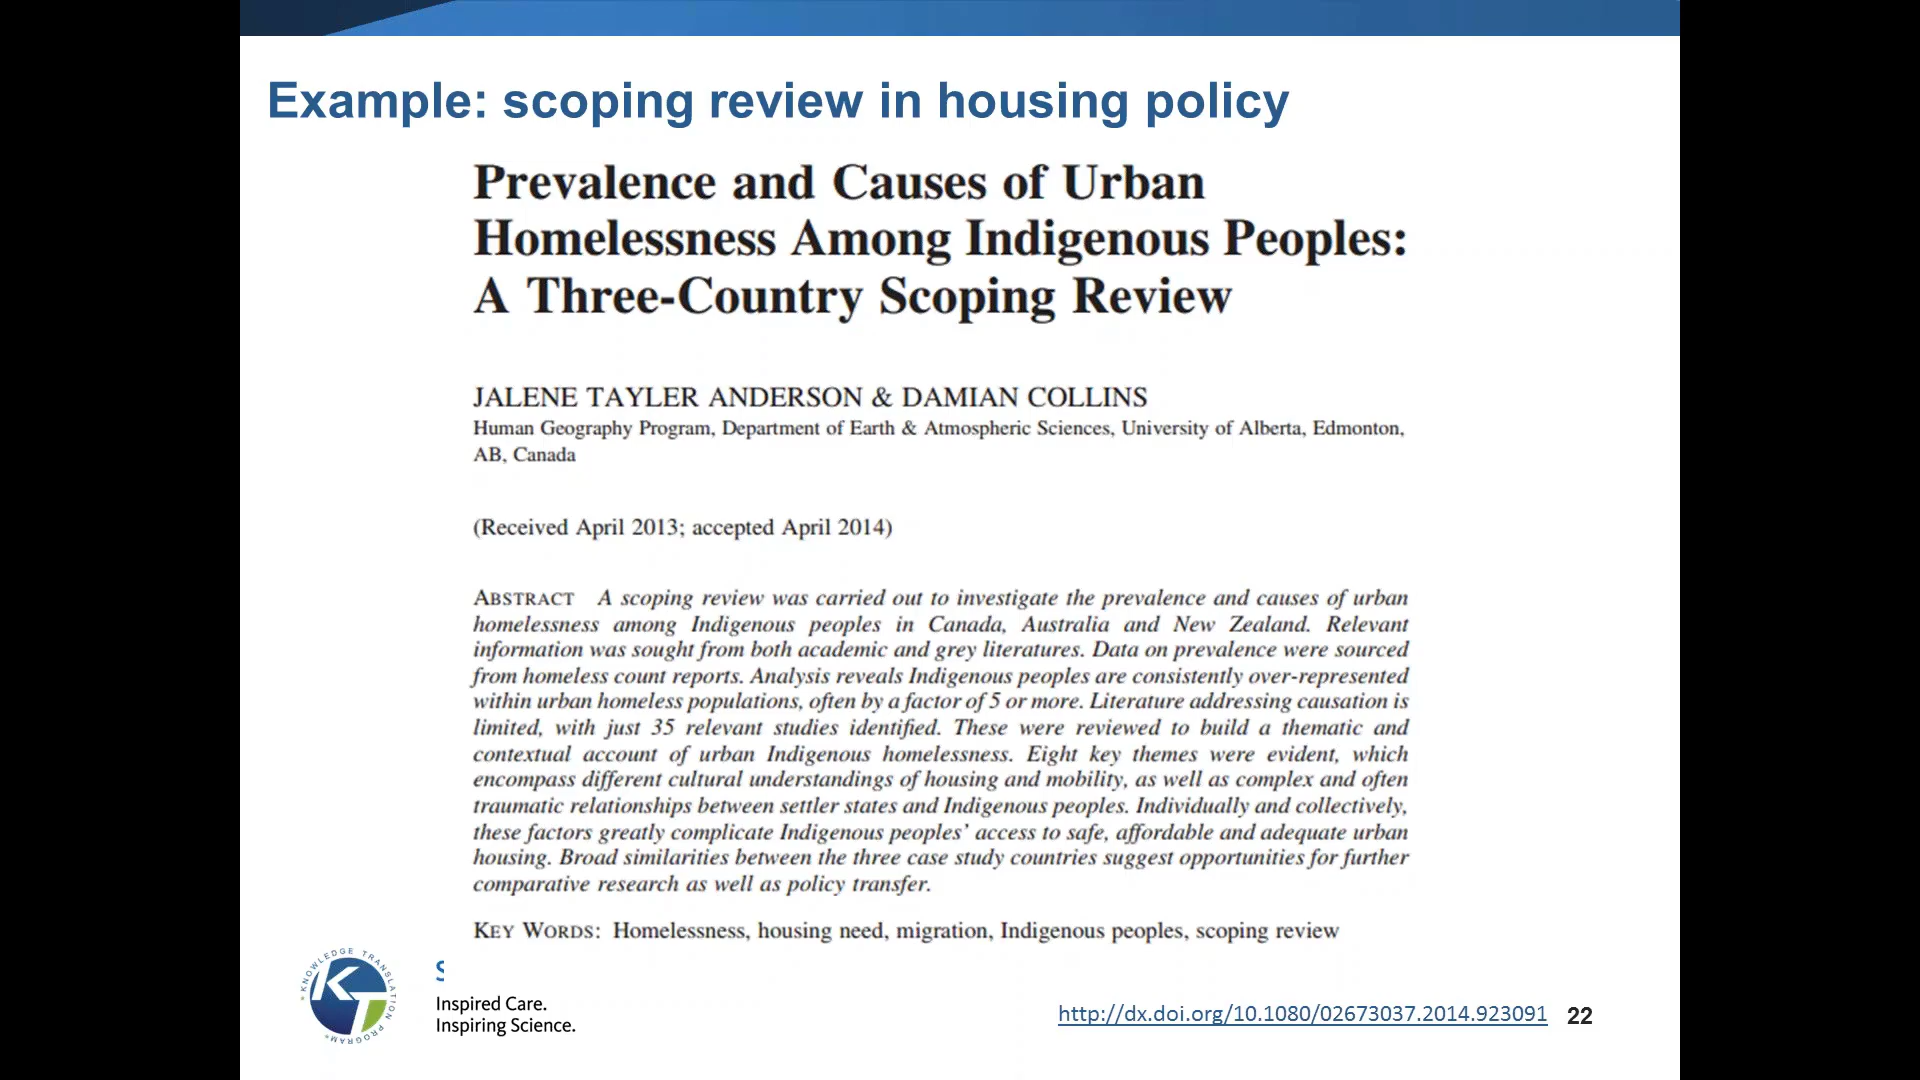 Example: scoping review in housing policy
Prevalence and Causes of Urban
Homelessness Among Indigenous Peoples:
A Three-Country Scoping Review
JALENE TAYLER ANDERSON & DAMIAN COLLINS
Human Geography Program, Department of Earth & Atmospheric Sciences, University of Alberta, Edmonton,
AB, Canada
(Received April 2013; accepted April 2014)
ABSTRACT A scoping review was carried out to investigate the prevalence and causes of urban
homelessness among Indigenous peoples in Canada, Australia and New Zealand. Relevant
information was sought from both academic and grey literatures. Data on prevalence were sourced
from homeless count reports. Analysis reveals Indigenous peoples are consistently over-represented
within urban homeless populations, often by a factor of 5 or more. Literature addressing causation is
limited, with just 35 relevant studies identified. These were reviewed to build a thematic and
contextual account of urban Indigenous homelessness. Eight key themes were evident, which
encompass different cultural understandings of housing and mobility, as well as complex and often
traumatic relationships between settler states and Indigenous peoples. Individually and collectively,
these factors greatly complicate Indigenous peoples' access to safe, affordable and adequate urban
housing. Broad similarities between the three case study countries suggest opportunities for further
comparative research as well as policy transfer.
KEY WORDS: Homelessness, housing need, migration, Indigenous peoples, scoping review
KNOWLEDGE TRANSLATION PROGRAM
KT
S
Inspired Care.
Inspiring Science.
http://dx.doi.org/10.1080/02673037.2014.923091 22